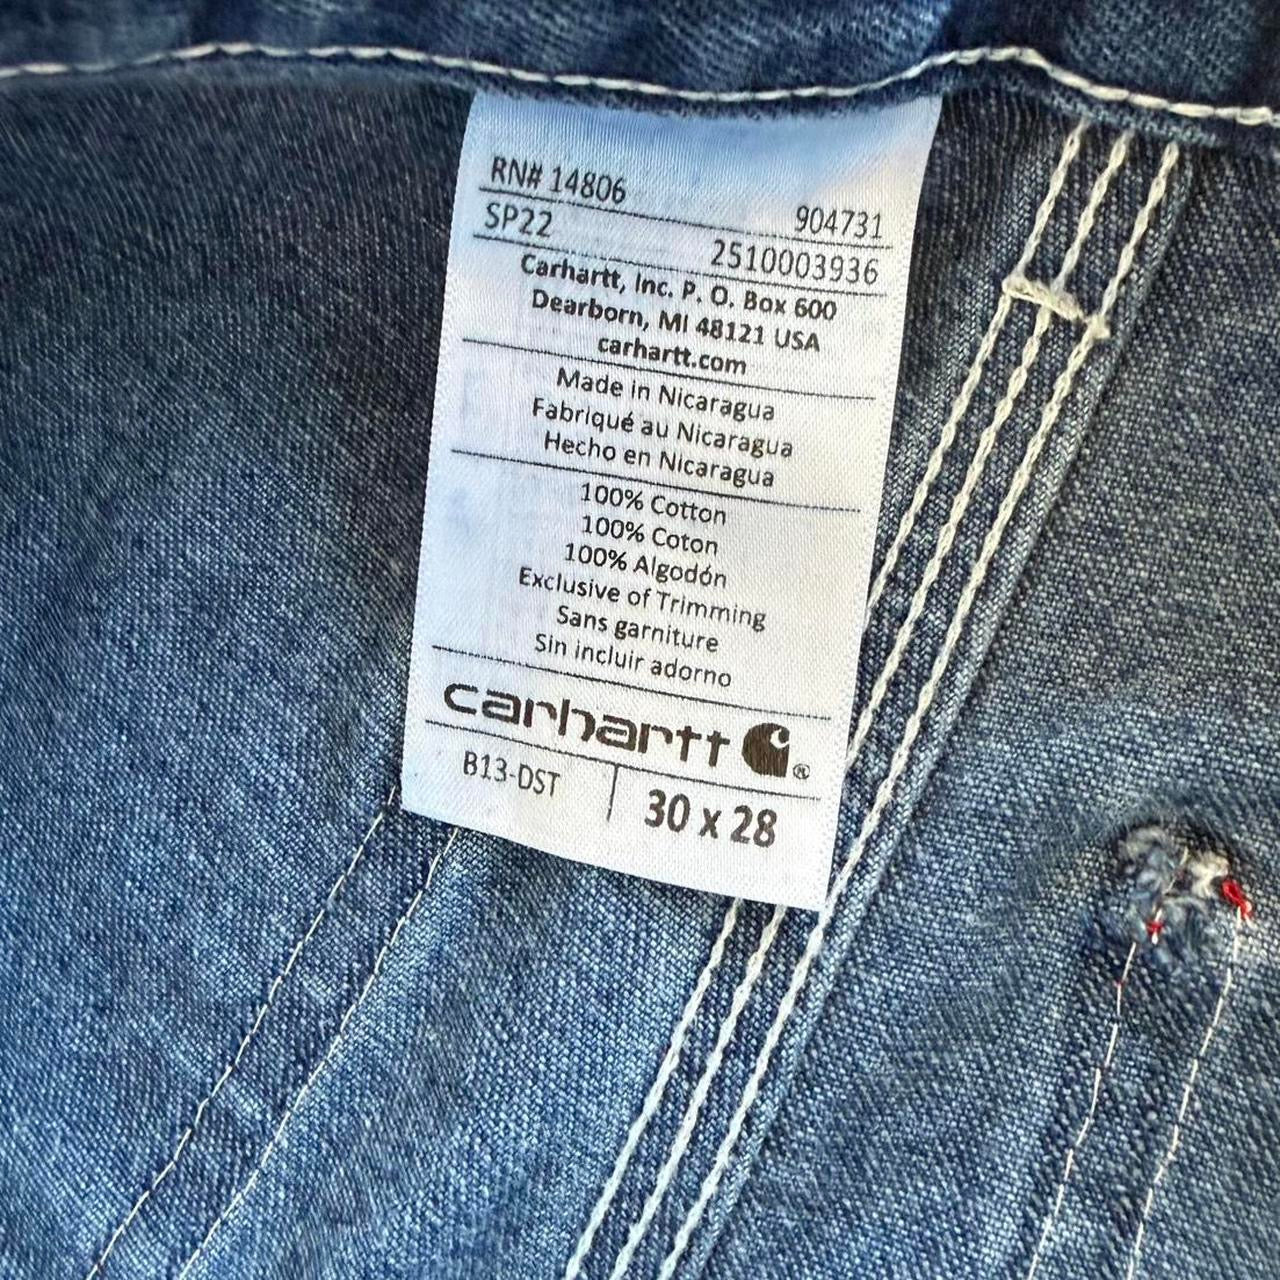 RN# 14806 904731
SP22 2510003936
Carhartt, Inc. P. O. Box 600
Dearborn, MI 48121 USA
carhartt.com
Made in Nicaragua
Fabriqué au Nicaragua
Hecho en Nicaragua
100% Cotton
100% Coton
100% Algodón
Exclusive of Trimming
Sans garniture
Sin incluir adorno
carhartt ®
B13-DST 30 x 28